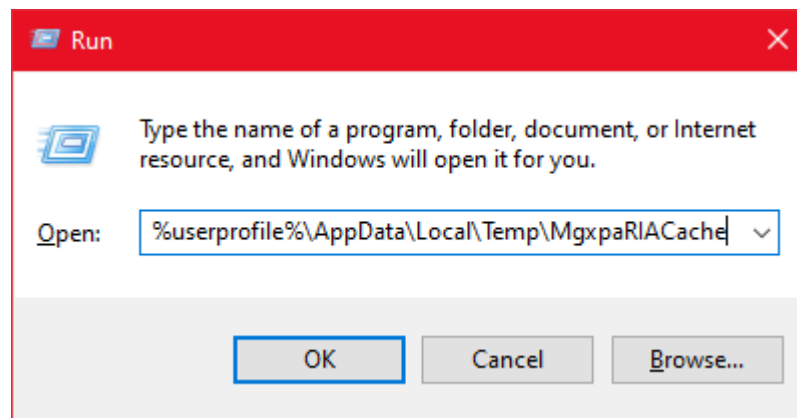 Run
Type the name of a program, folder, document, or Internet
resource, and Windows will open it for you.
Open: %userprofile%\AppData\Local\Temp\MgxpaRIACache
OK Cancel Browse...